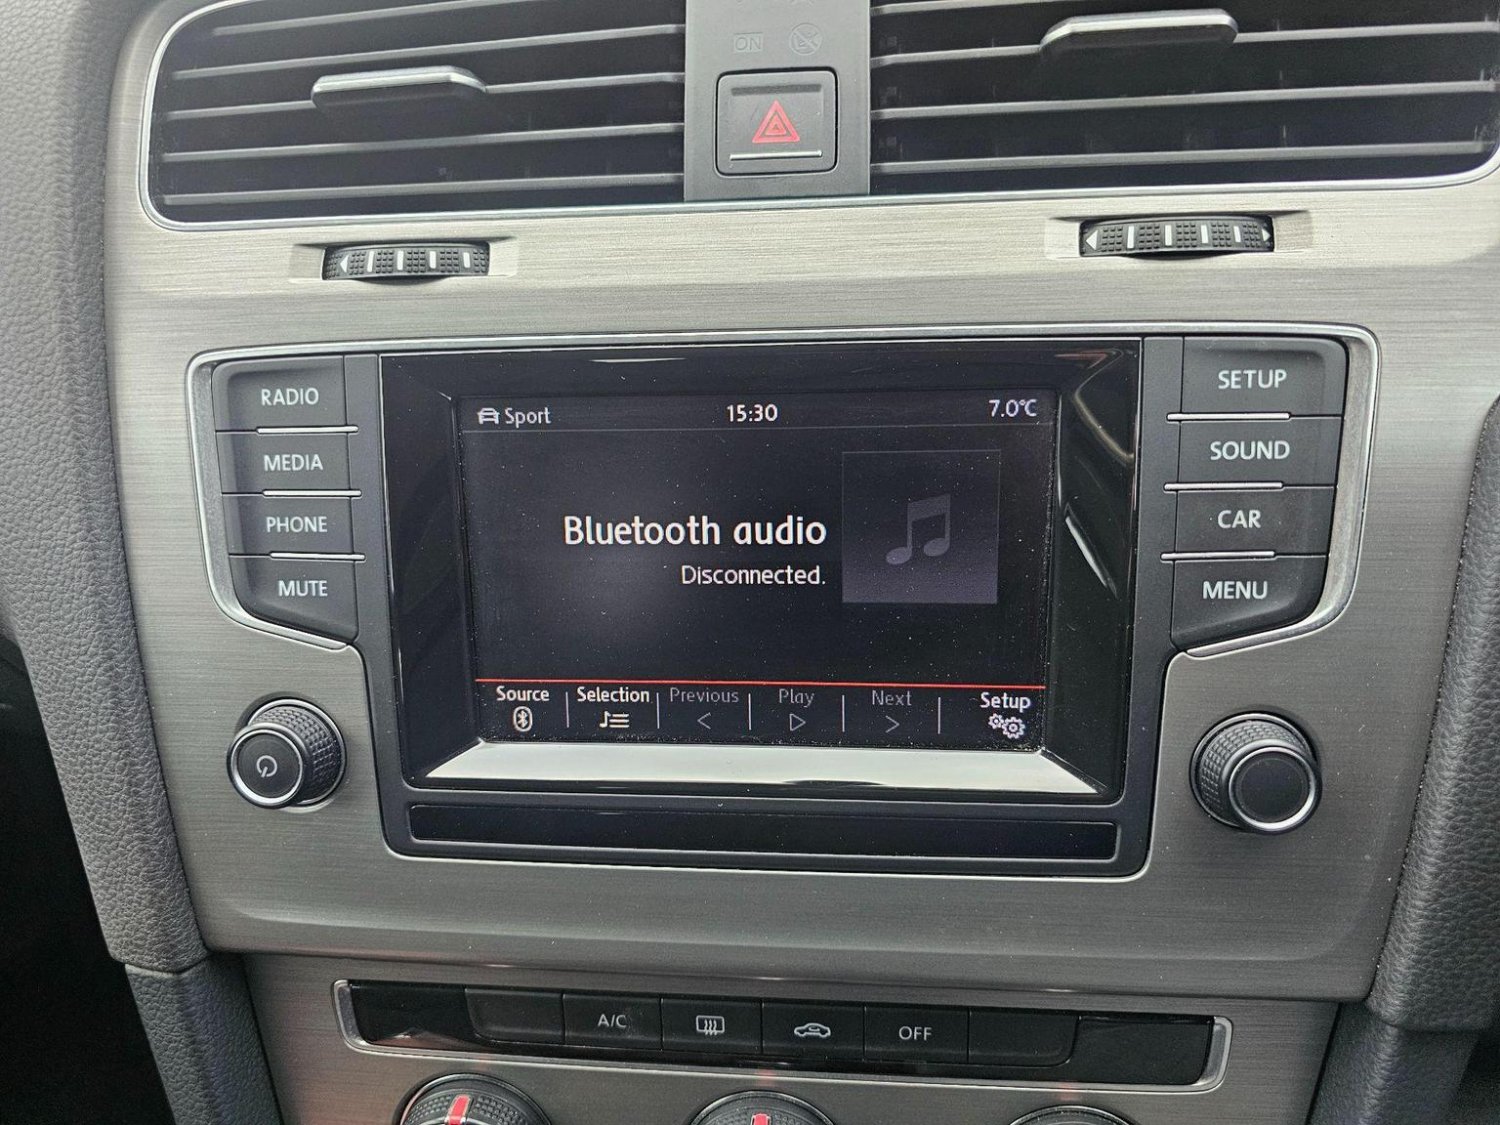 ON
RADIO
MEDIA
PHONE
MUTE
Sport 15:30 7.0°C
Bluetooth audio
Disconnected.
Source Selection Previous Play Next Setup
SETUP
SOUND
CAR
MENU
A/C
OFF